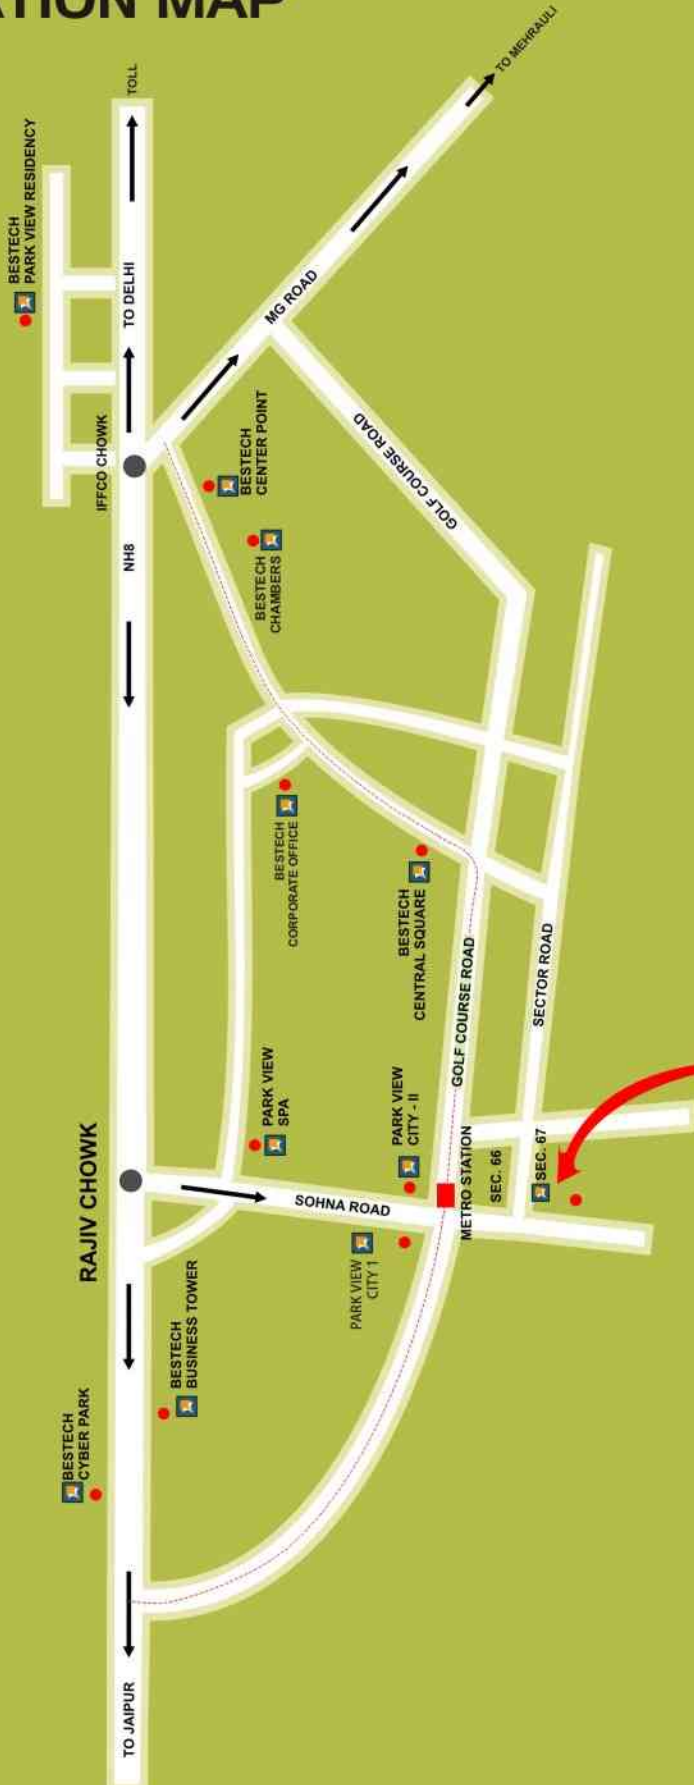 ATION MAP
TOLL
TO MEHRAULI
BESTECH
PARK VIEW RESIDENCY
TO DELHI
MG ROAD
IFFCO CHOWK
BESTECH
CENTER POINT
GOLF COURSE ROAD
NH8
BESTECH
CHAMBERS
BESTECH
CORPORATE OFFICE
BESTECH
CENTRAL SQUARE
GOLF COURSE ROAD
SECTOR ROAD
PARK VIEW
SPA
PARK VIEW
CITY - II
RAJIV CHOWK
SOHNA ROAD
METRO STATION
SEC. 66
SEC. 67
PARK VIEW
CITY 1
BESTECH
BUSINESS TOWER
BESTECH
CYBER PARK
TO JAIPUR